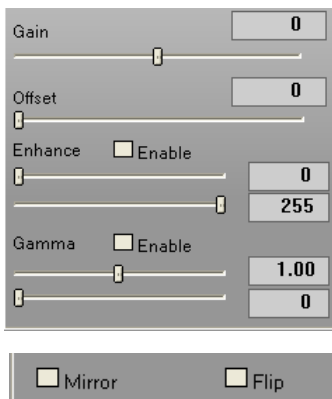 Gain 0
Offset 0
Enhance Enable
0
255
Gamma Enable
1.00
0
Mirror Flip